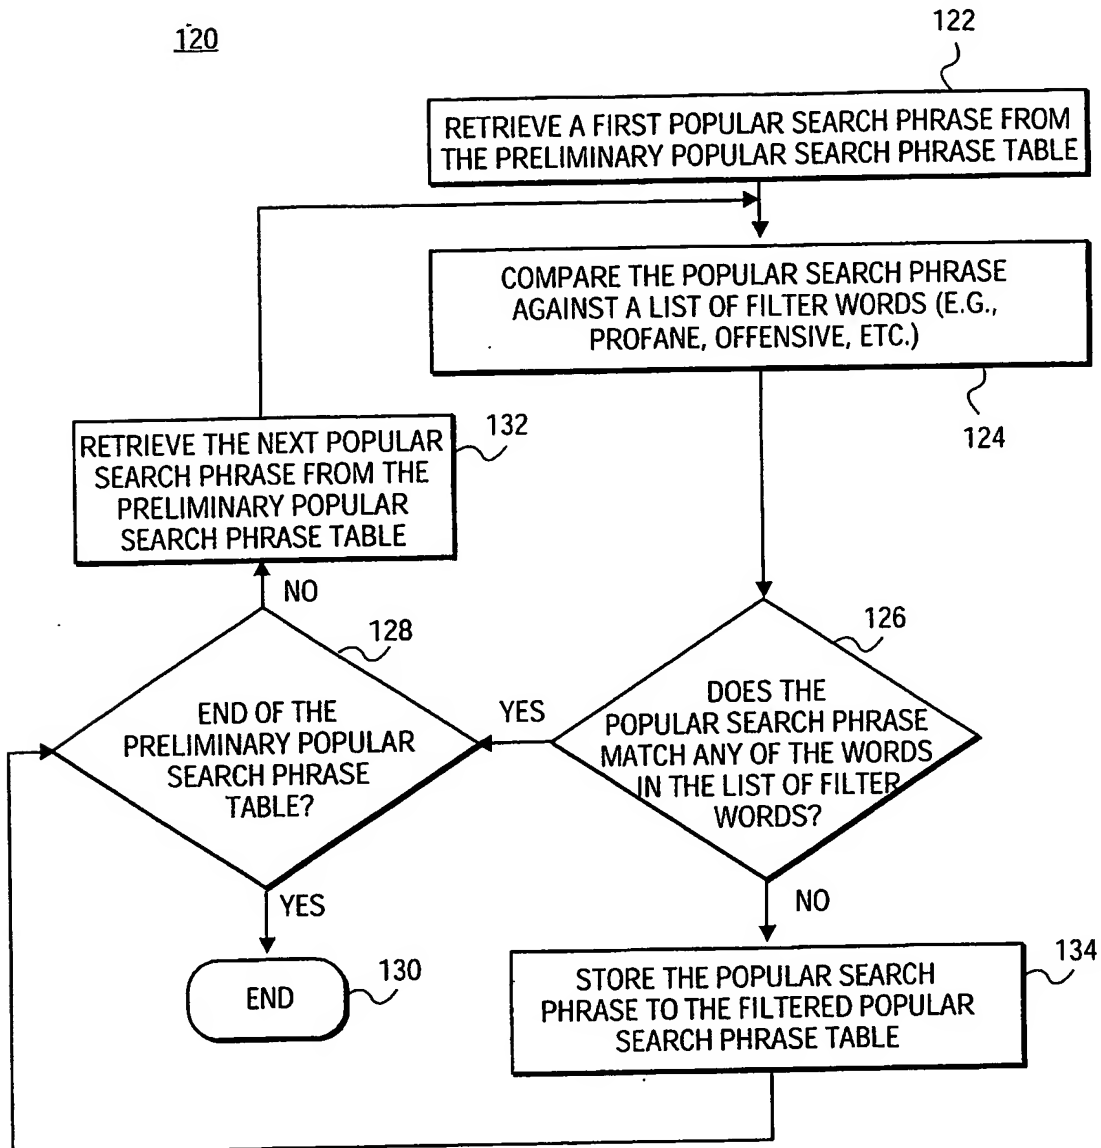 120
122
RETRIEVE A FIRST POPULAR SEARCH PHRASE FROM
THE PRELIMINARY POPULAR SEARCH PHRASE TABLE
COMPARE THE POPULAR SEARCH PHRASE
AGAINST A LIST OF FILTER WORDS (E.G.,
PROFANE, OFFENSIVE, ETC.)
124
RETRIEVE THE NEXT POPULAR
SEARCH PHRASE FROM THE
PRELIMINARY POPULAR
SEARCH PHRASE TABLE
132
NO
128
END OF THE
PRELIMINARY POPULAR
SEARCH PHRASE
TABLE?
YES
126
DOES THE
POPULAR SEARCH PHRASE
MATCH ANY OF THE WORDS
IN THE LIST OF FILTER
WORDS?
YES
NO
END
130
STORE THE POPULAR SEARCH
PHRASE TO THE FILTERED POPULAR
SEARCH PHRASE TABLE
134